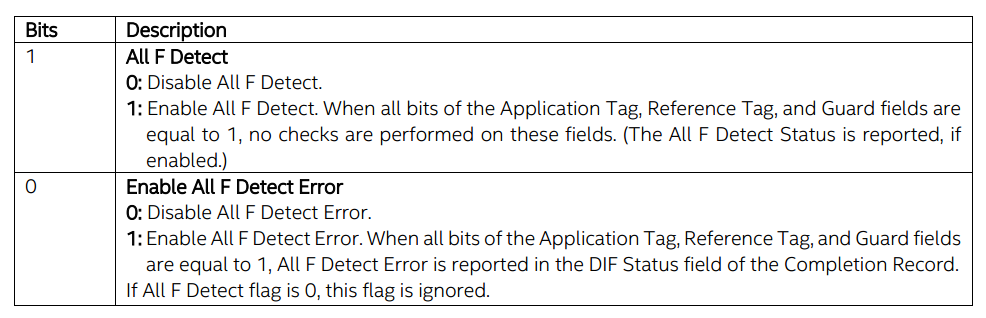 Bits Description
1 All F Detect
0: Disable All F Detect.
1: Enable All F Detect. When all bits of the Application Tag, Reference Tag, and Guard fields are
equal to 1, no checks are performed on these fields. (The All F Detect Status is reported, if
enabled.)
0 Enable All F Detect Error
0: Disable All F Detect Error.
1: Enable All F Detect Error. When all bits of the Application Tag, Reference Tag, and Guard fields
are equal to 1, All F Detect Error is reported in the DIF Status field of the Completion Record.
If All F Detect flag is 0, this flag is ignored.